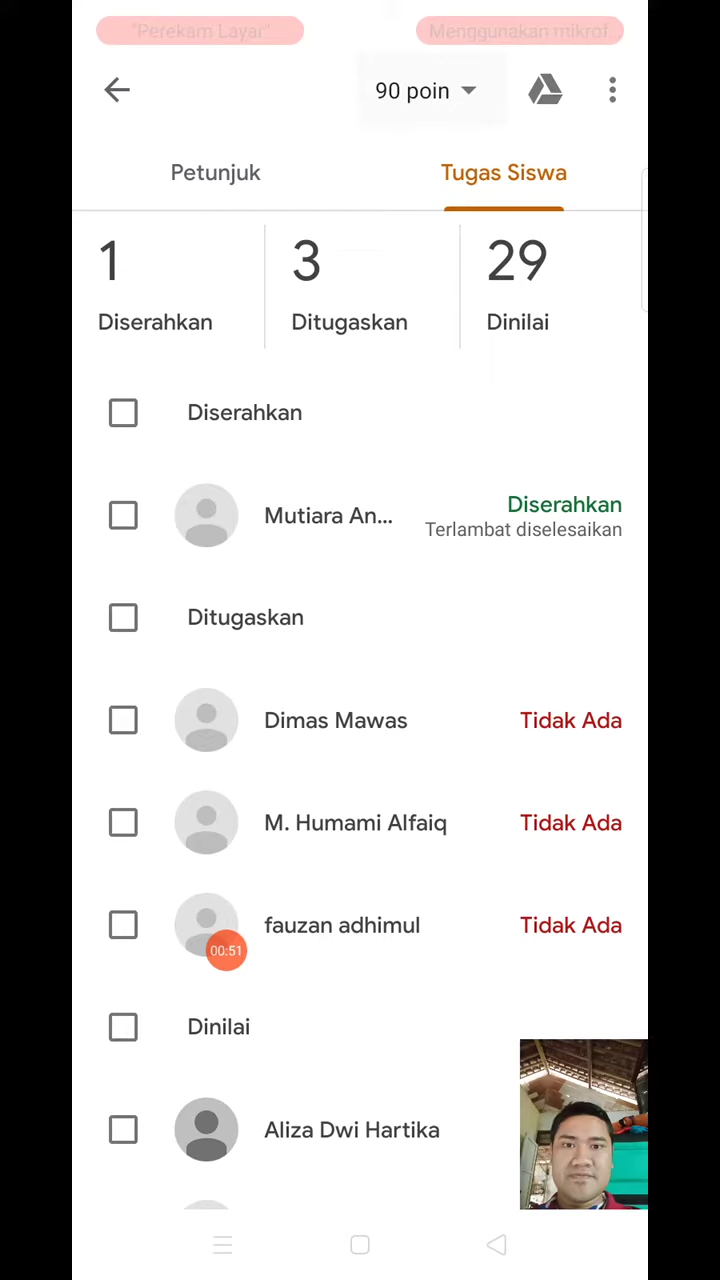 "Perekam Layar"
Menggunakan mikrof
90 poin
Petunjuk
Tugas Siswa
1
3
29
Diserahkan
Ditugaskan
Dinilai
Diserahkan
Mutiara An...
Diserahkan
Terlambat diselesaikan
Ditugaskan
Dimas Mawas
Tidak Ada
M. Humami Alfaiq
Tidak Ada
fauzan adhimul
Tidak Ada
00:51
Dinilai
Aliza Dwi Hartika